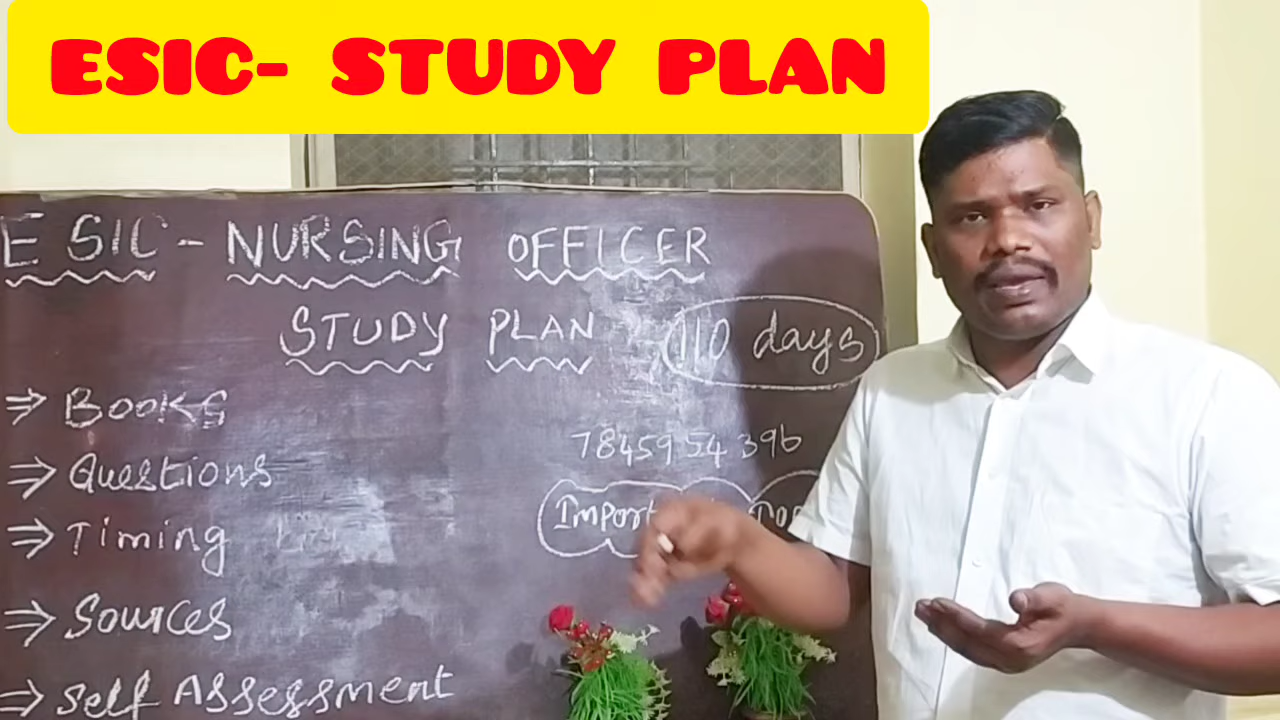 ESIC- STUDY PLAN
ESIC - NURSING OFFICER
STUDY PLAN 110 days
⇒ Books
7845954396
⇒ Questions
⇒ Timing
⇒ Sources
⇒ Self Assessment